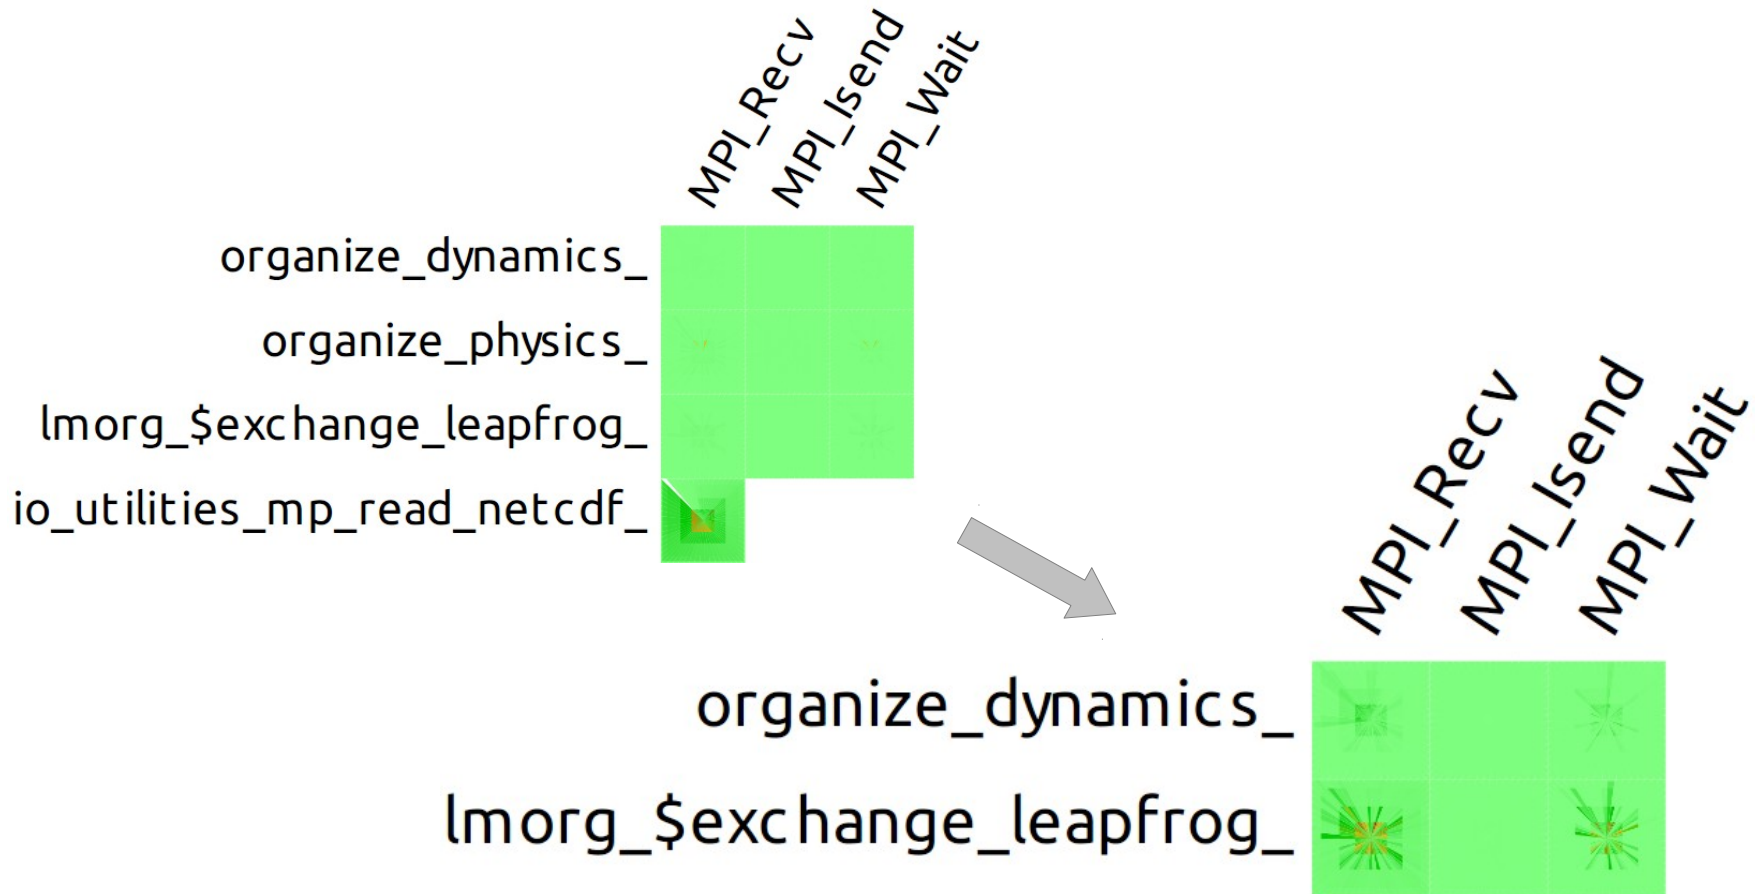 MPI_Recv
MPI_Isend
MPI_Wait
organize_dynamics_
organize_physics_
lmorg_$exchange_leapfrog_
io_utilities_mp_read_netcdf_
MPI_Recv
MPI_Isend
MPI_Wait
organize_dynamics_
lmorg_$exchange_leapfrog_